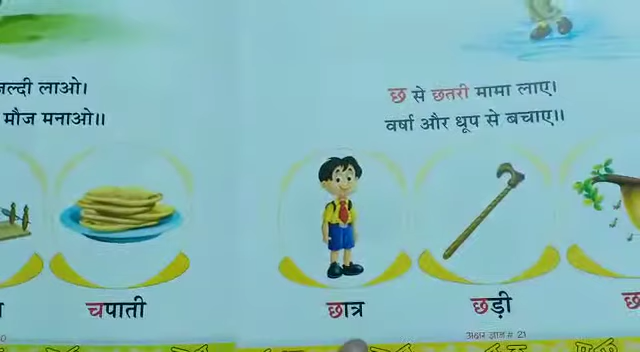 जल्दी लाओ।
मौज मनाओ॥
चपाती
छ से छतरी मामा लाए।
वर्षा और धूप से बचाए॥
छात्र
छड़ी
अक्षर ज्ञान # 21